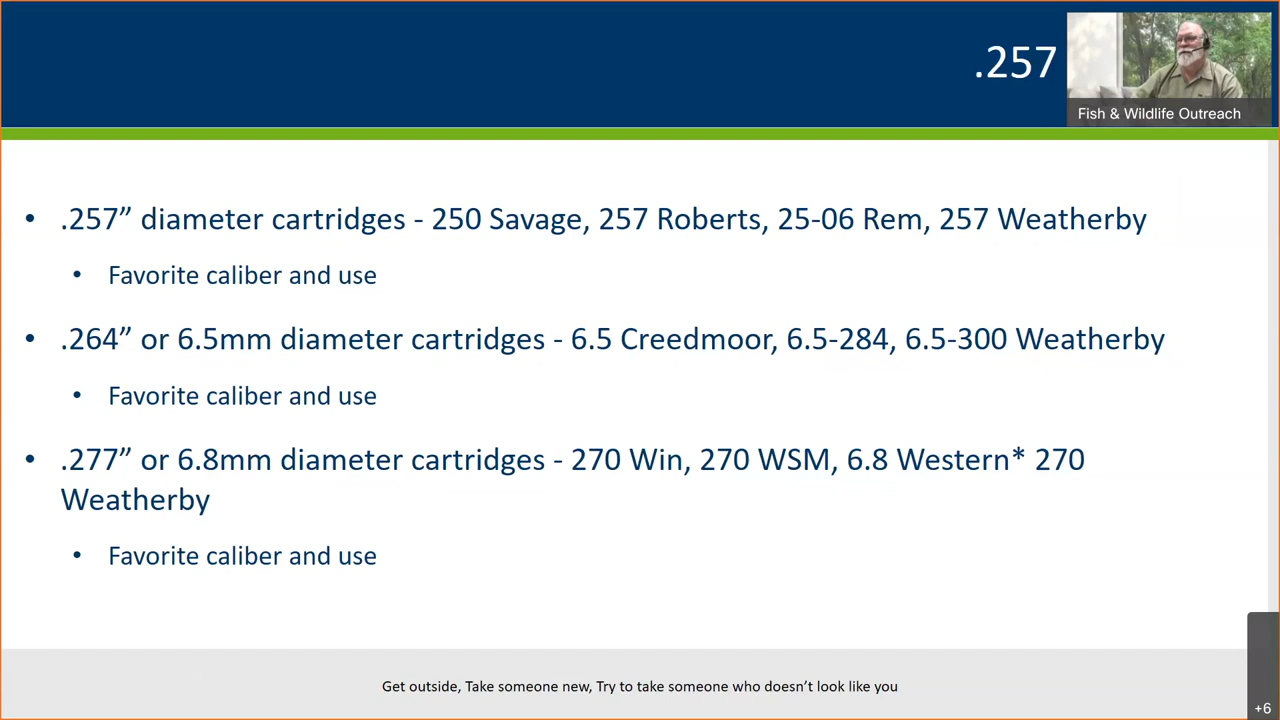 .257
Fish & Wildlife Outreach
• .257” diameter cartridges - 250 Savage, 257 Roberts, 25-06 Rem, 257 Weatherby
• Favorite caliber and use
• .264” or 6.5mm diameter cartridges - 6.5 Creedmoor, 6.5-284, 6.5-300 Weatherby
• Favorite caliber and use
• .277” or 6.8mm diameter cartridges - 270 Win, 270 WSM, 6.8 Western* 270
Weatherby
• Favorite caliber and use
Get outside, Take someone new, Try to take someone who doesn’t look like you
+6